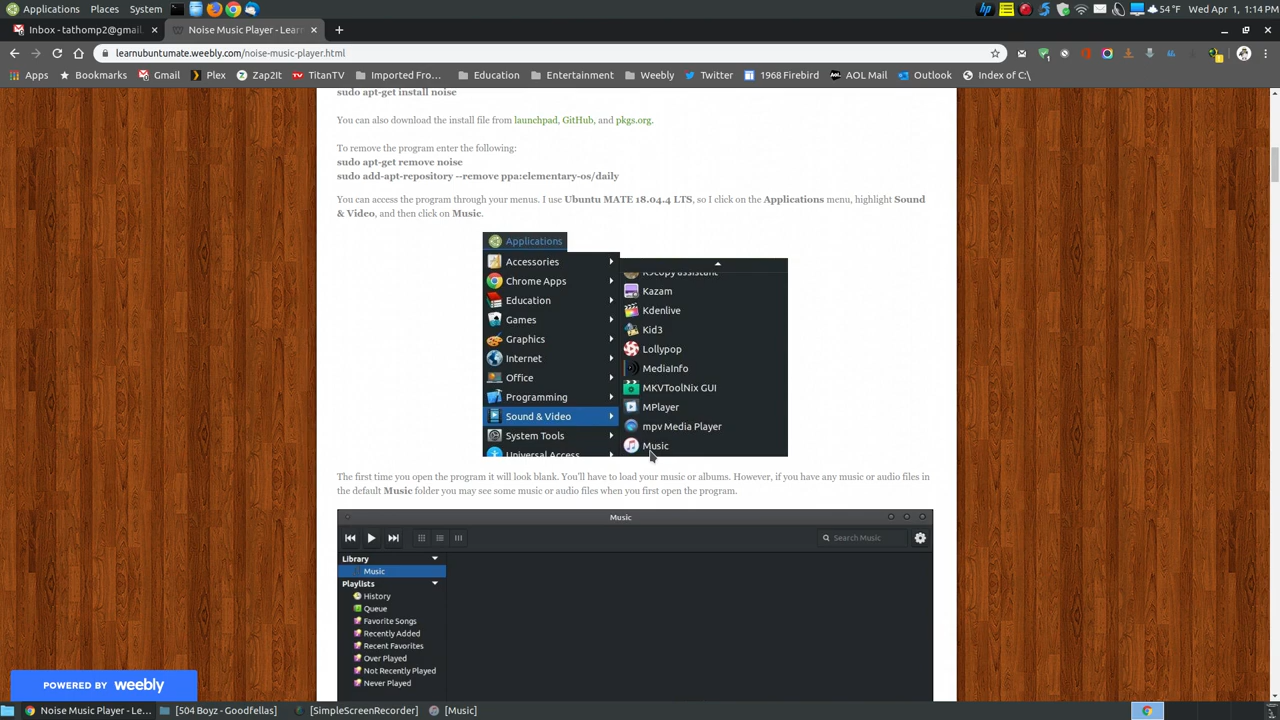 Applications Places System 54°F Wed Apr 1, 1:14 PM
Inbox - tathomp2@gmail. Noise Music Player - Lear
learnubuntumate.weebly.com/noise-music-player.html
Apps Bookmarks Gmail Plex Zap2It TitanTV Imported Fro... Education Entertainment Weebly Twitter 1968 Firebird AOL Mail Outlook Index of C:\
sudo apt-get install noise
You can also download the install file from launchpad, GitHub, and pkgs.org.
To remove the program enter the following:
sudo apt-get remove noise
sudo add-apt-repository --remove ppa:elementary-os/daily
You can access the program through your menus. I use Ubuntu MATE 18.04.4 LTS, so I click on the Applications menu, highlight Sound
& Video, and then click on Music.
Applications
Accessories
Chrome Apps
Education
Games
Graphics
Internet
Office
Programming
Sound & Video
System Tools
Universal Access
K3copy assistant
Kazam
Kdenlive
Kid3
Lollypop
MediaInfo
MKVToolNix GUI
MPlayer
mpv Media Player
Music
The first time you open the program it will look blank. You'll have to load your music or albums. However, if you have any music or audio files in
the default Music folder you may see some music or audio files when you first open the program.
Music
Search Music
Library
Music
Playlists
History
Queue
Favorite Songs
Recently Added
Recent Favorites
Over Played
Not Recently Played
Never Played
POWERED BY weebly
Noise Music Player - Le... [504 Boyz - Goodfellas] [SimpleScreenRecorder] [Music]